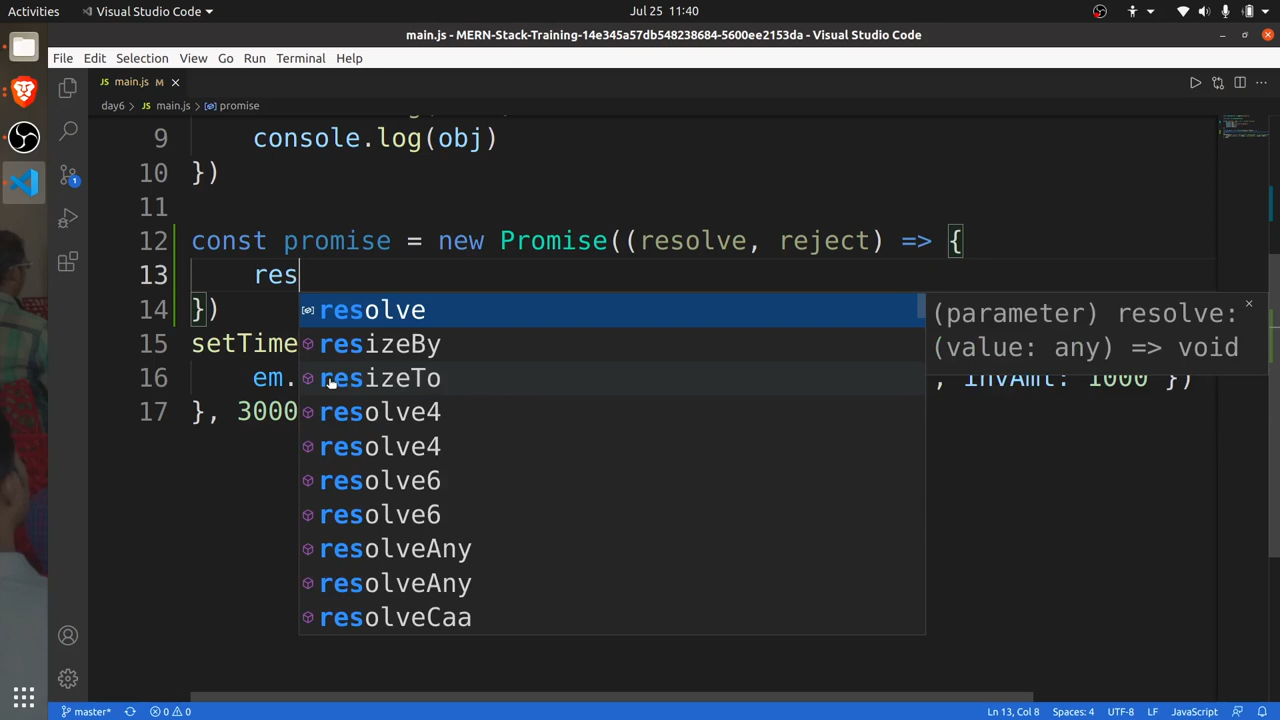 Activities
Visual Studio Code
Jul 25 11:40
main.js - MERN-Stack-Training-14e345a57db548238684-5600ee2153da - Visual Studio Code
File Edit Selection View Go Run Terminal Help
JS main.js M
day6 > JS main.js > promise
9 console.log(obj)
10 })
11
12 const promise = new Promise((resolve, reject) => {
13 res
14 })
15 setTime
16 em. , invAmt: 1000 })
17 }, 3000
resolve
resizeBy
resizeTo
resolve4
resolve4
resolve6
resolve6
resolveAny
resolveAny
resolveCaa
(parameter) resolve:
(value: any) => void
1
master* 0 0 Ln 13, Col 8 Spaces: 4 UTF-8 LF JavaScript